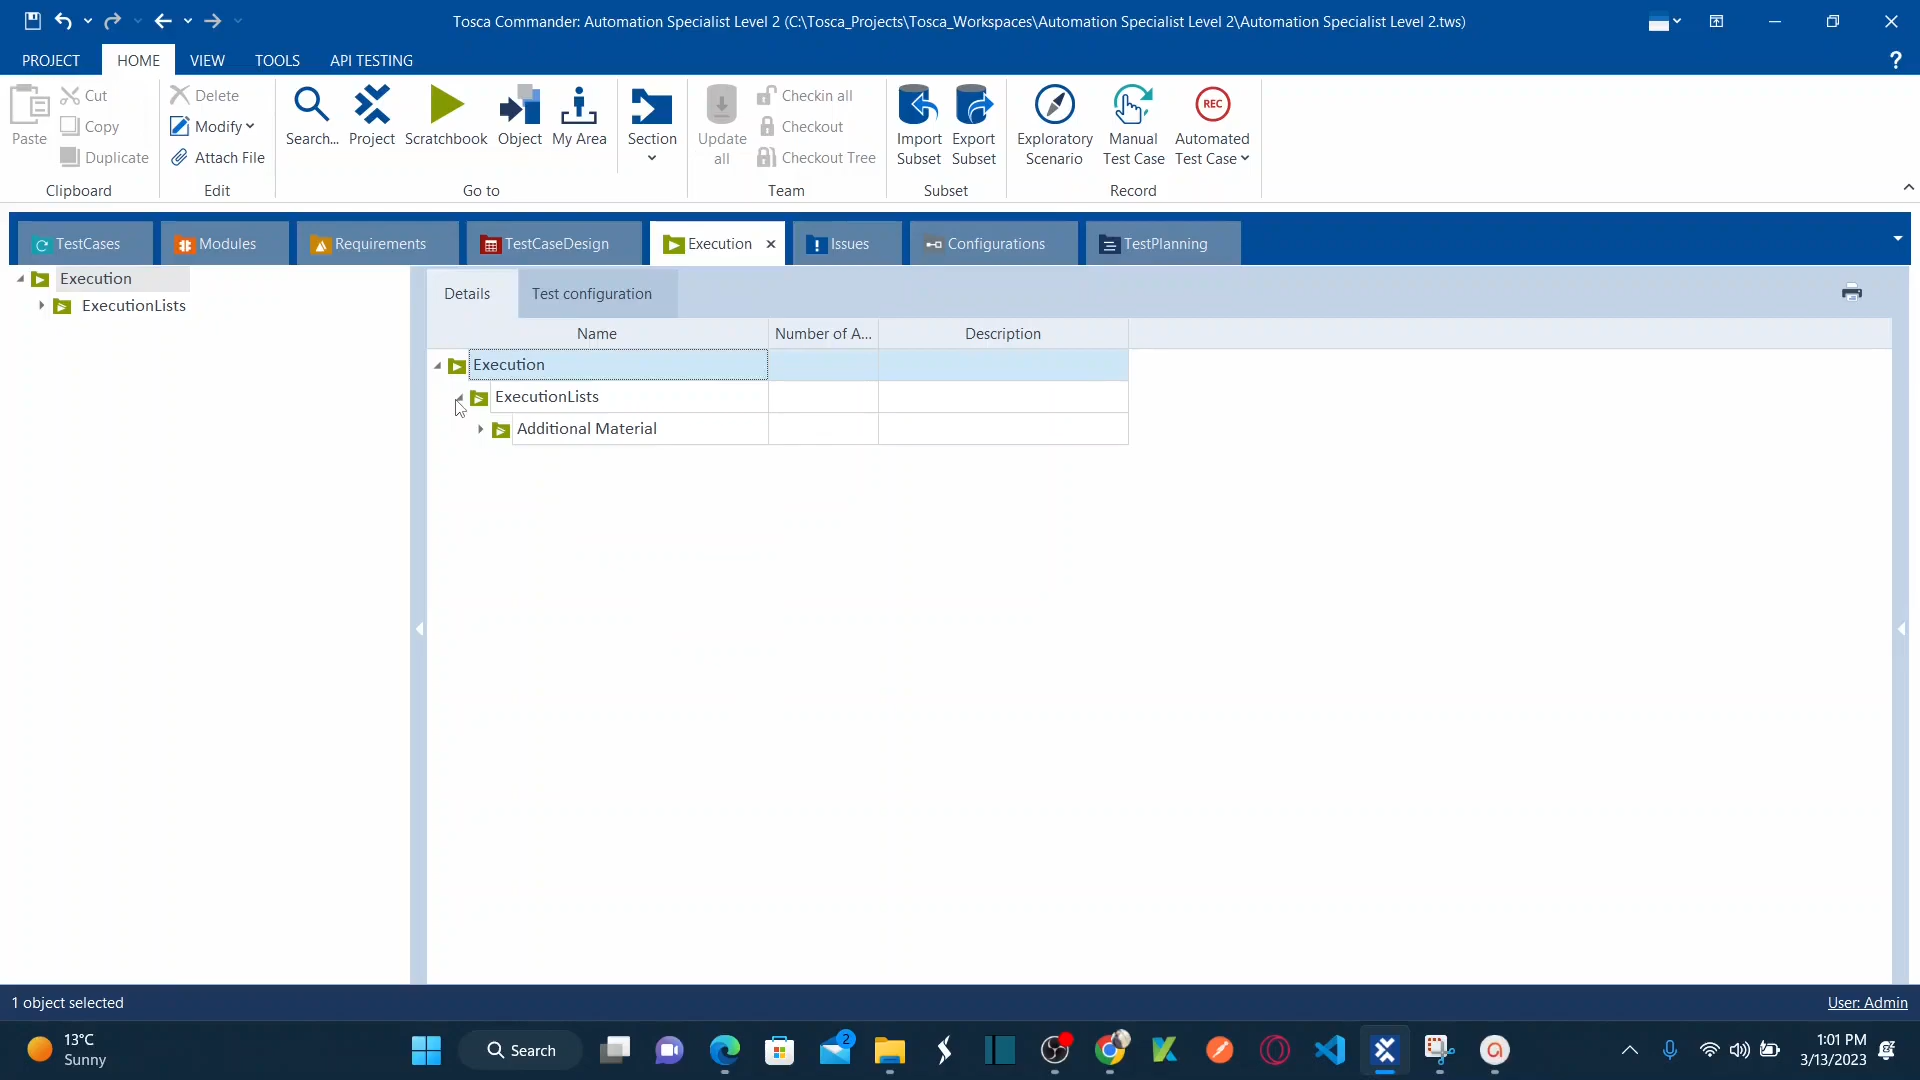 Tosca Commander: Automation Specialist Level 2 (C:\Tosca_Projects\Tosca_Workspaces\Automation Specialist Level 2\Automation Specialist Level 2.tws)
PROJECT HOME VIEW TOOLS API TESTING ?
Paste Cut Copy Duplicate
Clipboard
Delete Modify Attach File
Edit
Search... Project Scratchbook Object My Area Section
Go to
Update all Checkin all Checkout Checkout Tree
Team
Import Subset Export Subset
Subset
Exploratory Scenario Manual Test Case REC Automated Test Case
Record
TestCases Modules Requirements TestCaseDesign Execution Issues Configurations TestPlanning
Execution
ExecutionLists
Details Test configuration
Name Number of A... Description
Execution
ExecutionLists
Additional Material
1 object selected User: Admin
13°C
Sunny
Search
2
1:01 PM
3/13/2023